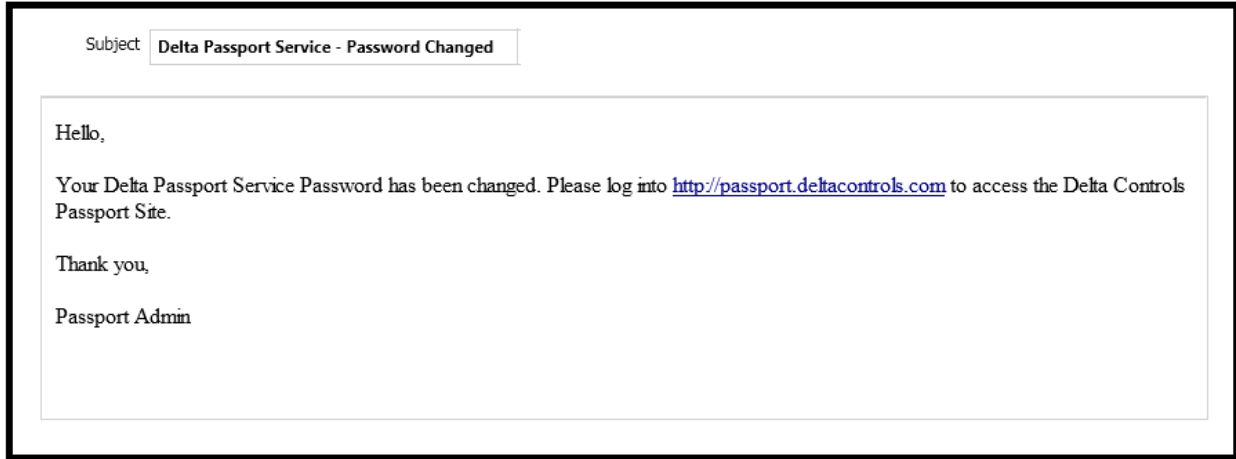 Subject Delta Passport Service - Password Changed
Hello,
Your Delta Passport Service Password has been changed. Please log into http://passport.deltacontrols.com to access the Delta Controls
Passport Site.
Thank you,
Passport Admin